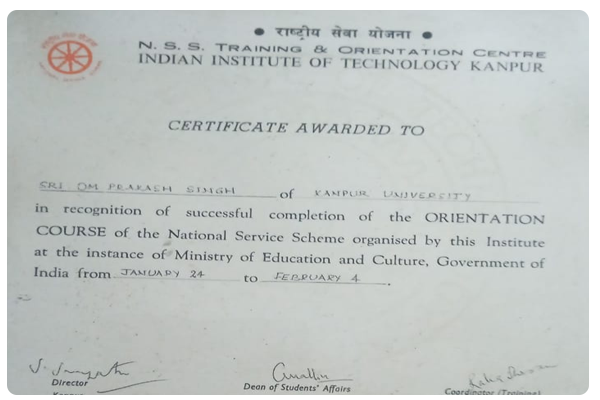 • राष्ट्रीय सेवा योजना •
N. S. S. TRAINING & ORIENTATION CENTRE
INDIAN INSTITUTE OF TECHNOLOGY KANPUR
CERTIFICATE AWARDED TO
SRI OM PRAKASH SINGH of KANPUR UNIVERSITY
in recognition of successful completion of the ORIENTATION
COURSE of the National Service Scheme organised by this Institute
at the instance of Ministry of Education and Culture, Government of
India from JANUARY 24 to FEBRUARY 4.
Director Dean of Students' Affairs Coordinator (Training)